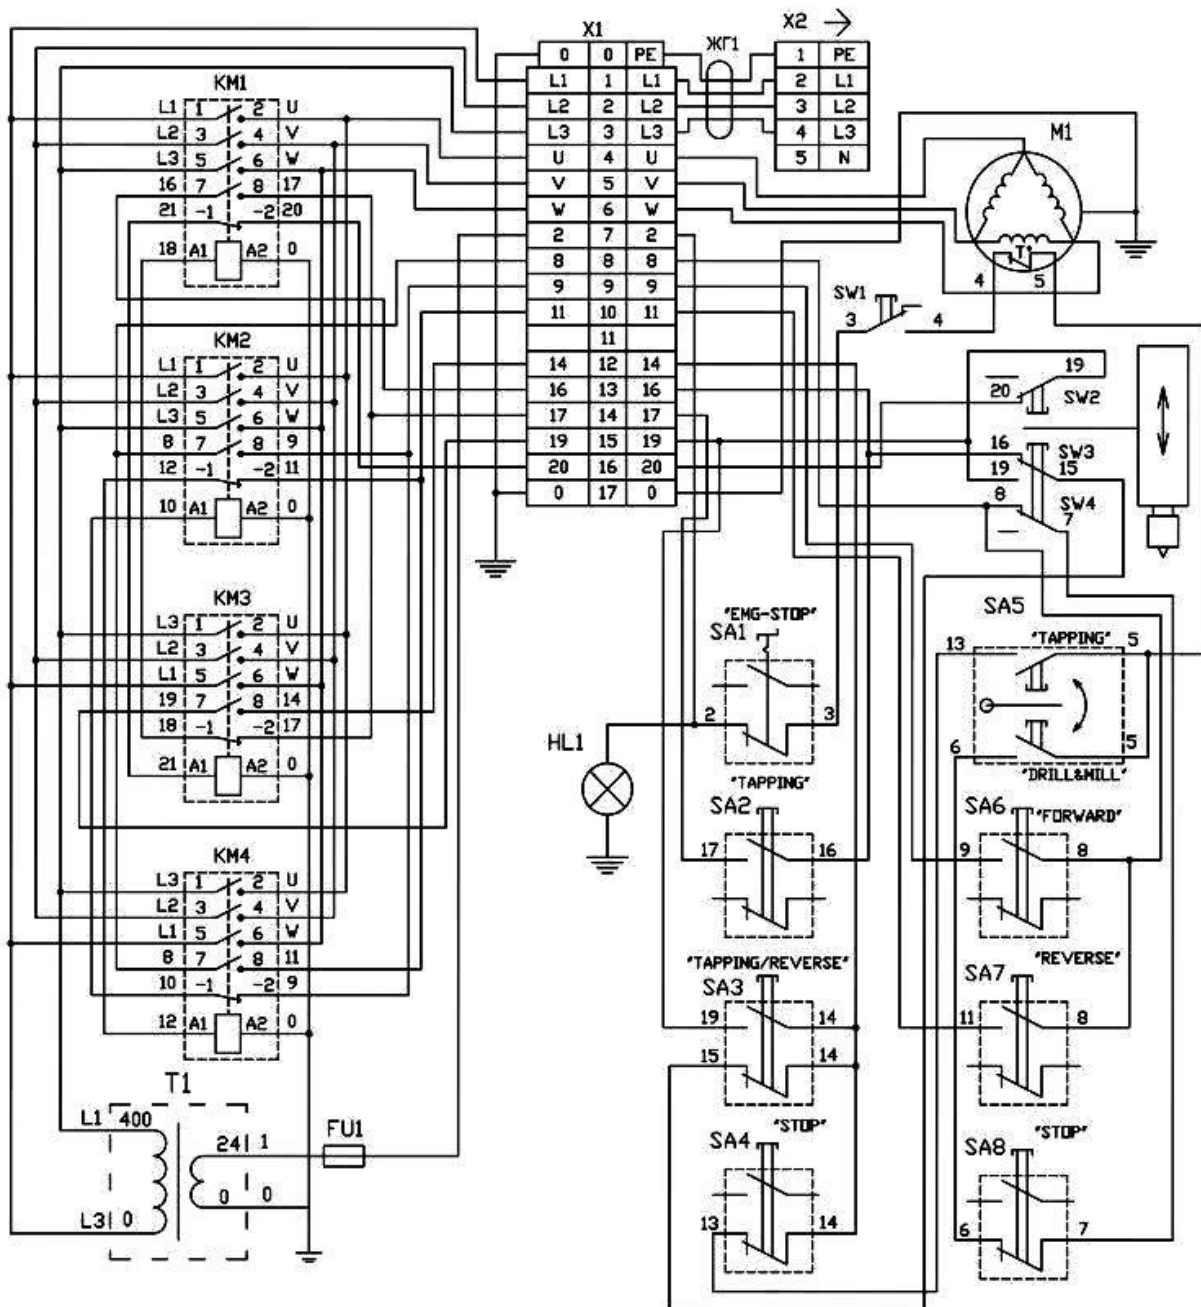 X1
0 0 PE
L1 1 L1
L2 2 L2
L3 3 L3
U 4 U
V 5 V
W 6 W
2 7 2
8 8 8
9 9 9
11 10 11
11
14 12 14
16 13 16
17 14 17
19 15 19
20 16 20
0 17 0
ЖГ1
X2
1 PE
2 L1
3 L2
4 L3
5 N
KM1
L1 1 2 U
L2 3 4 V
L3 5 6 W
16 7 8 17
21 -1 -2 20
18 A1 A2 0
KM2
L1 1 2 U
L2 3 4 V
L3 5 6 W
8 7 8 9
12 -1 -2 11
10 A1 A2 0
KM3
L3 1 2 U
L2 3 4 V
L1 5 6 W
19 7 8 14
18 -1 -2 17
21 A1 A2 0
KM4
L3 1 2 U
L2 3 4 V
L1 5 6 W
8 7 8 11
10 -1 -2 9
12 A1 A2 0
T1
L1 400
24 1
0 0
L3 0
FU1
M1
T°
4 5
SW1
3 4
19
20
SW2
16 SW3
19 15
8 SW4
7
"EMG-STOP"
SA1
2 3
HL1
"TAPPING"
SA2
17 16
"TAPPING/REVERSE"
SA3
19 14
15 14
"STOP"
SA4
13 14
SA5
13 "TAPPING" 5
6 5
"DRILL&MILL"
SA6 "FORWARD"
9 8
"REVERSE"
SA7
11 8
"STOP"
SA8
6 7